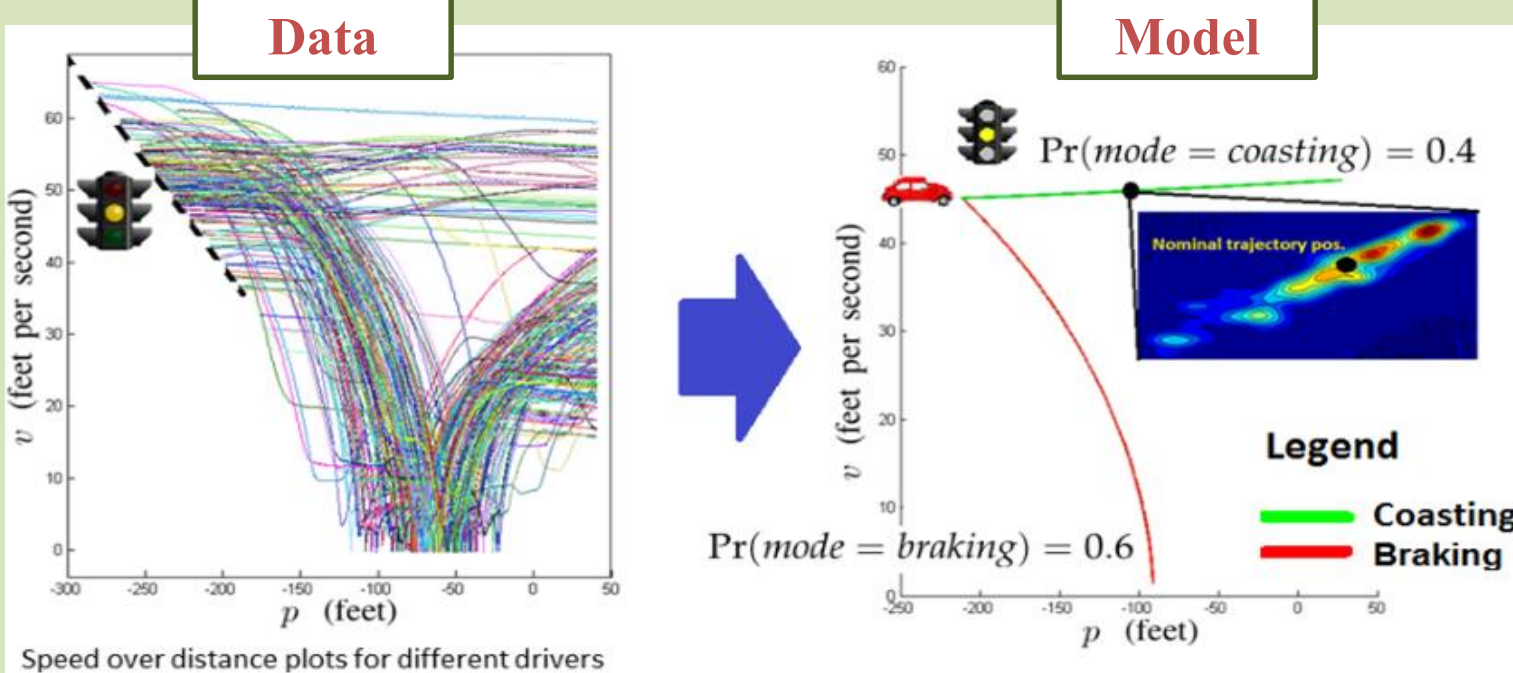 Data
60
50
40
30
20
10
0
-300
-250
-200
-150
-100
-50
0
50
v (feet per second)
p (feet)
Speed over distance plots for different drivers
Model
60
50
40
30
20
10
0
-250
-200
-150
-100
-50
0
50
v (feet per second)
p (feet)
Pr(mode = coasting) = 0.4
Nominal trajectory pos.
Pr(mode = braking) = 0.6
Legend
Coasting
Braking